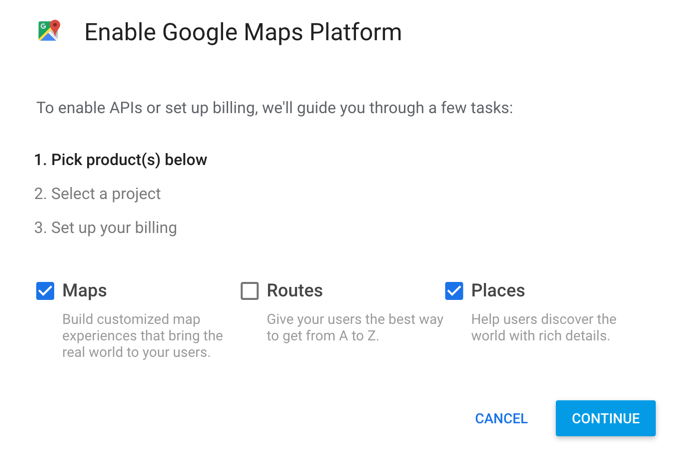 Enable Google Maps Platform
To enable APIs or set up billing, we'll guide you through a few tasks:
1. Pick product(s) below
2. Select a project
3. Set up your billing
Maps
Build customized map
experiences that bring the
real world to your users.
Routes
Give your users the best way
to get from A to Z.
Places
Help users discover the
world with rich details.
CANCEL
CONTINUE